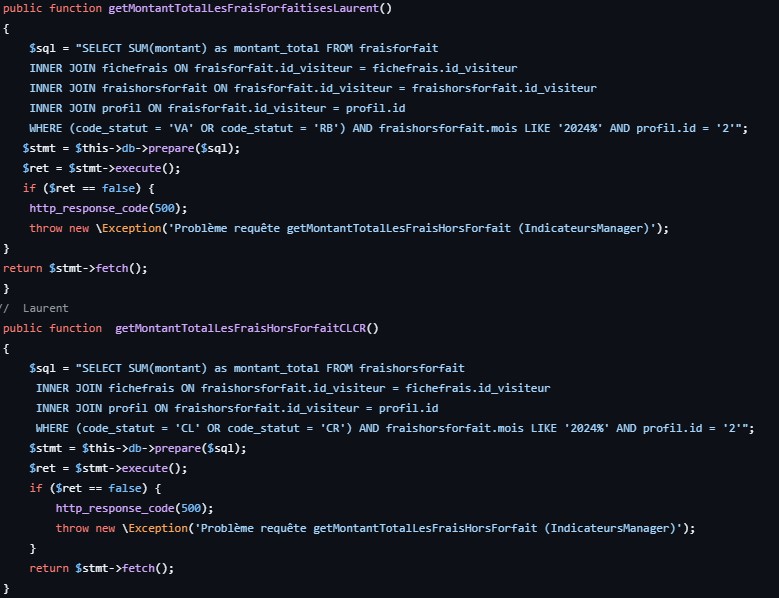 public function getMontantTotalLesFraisForfaitisesLaurent()
{
    $sql = "SELECT SUM(montant) as montant_total FROM fraisforfait
    INNER JOIN fichefrais ON fraisforfait.id_visiteur = fichefrais.id_visiteur
    INNER JOIN fraishorsforfait ON fraisforfait.id_visiteur = fraishorsforfait.id_visiteur
    INNER JOIN profil ON fraisforfait.id_visiteur = profil.id
    WHERE (code_statut = 'VA' OR code_statut = 'RB') AND fraishorsforfait.mois LIKE '2024%' AND profil.id = '2'";
   $stmt = $this->db->prepare($sql);
   $ret = $stmt->execute();
   if ($ret == false) {
    http_response_code(500);
    throw new \Exception('Problème requête getMontantTotalLesFraisHorsForfait (IndicateursManager)');
}
return $stmt->fetch();
}
//  Laurent
public function  getMontantTotalLesFraisHorsForfaitCLCR()
{
    $sql = "SELECT SUM(montant) as montant_total FROM fraishorsforfait
     INNER JOIN fichefrais ON fraishorsforfait.id_visiteur = fichefrais.id_visiteur
     INNER JOIN profil ON fraishorsforfait.id_visiteur = profil.id
     WHERE (code_statut = 'CL' OR code_statut = 'CR') AND fraishorsforfait.mois LIKE '2024%' AND profil.id = '2'";
    $stmt = $this->db->prepare($sql);
    $ret = $stmt->execute();
    if ($ret == false) {
        http_response_code(500);
        throw new \Exception('Problème requête getMontantTotalLesFraisHorsForfait (IndicateursManager)');
    }
    return $stmt->fetch();
}